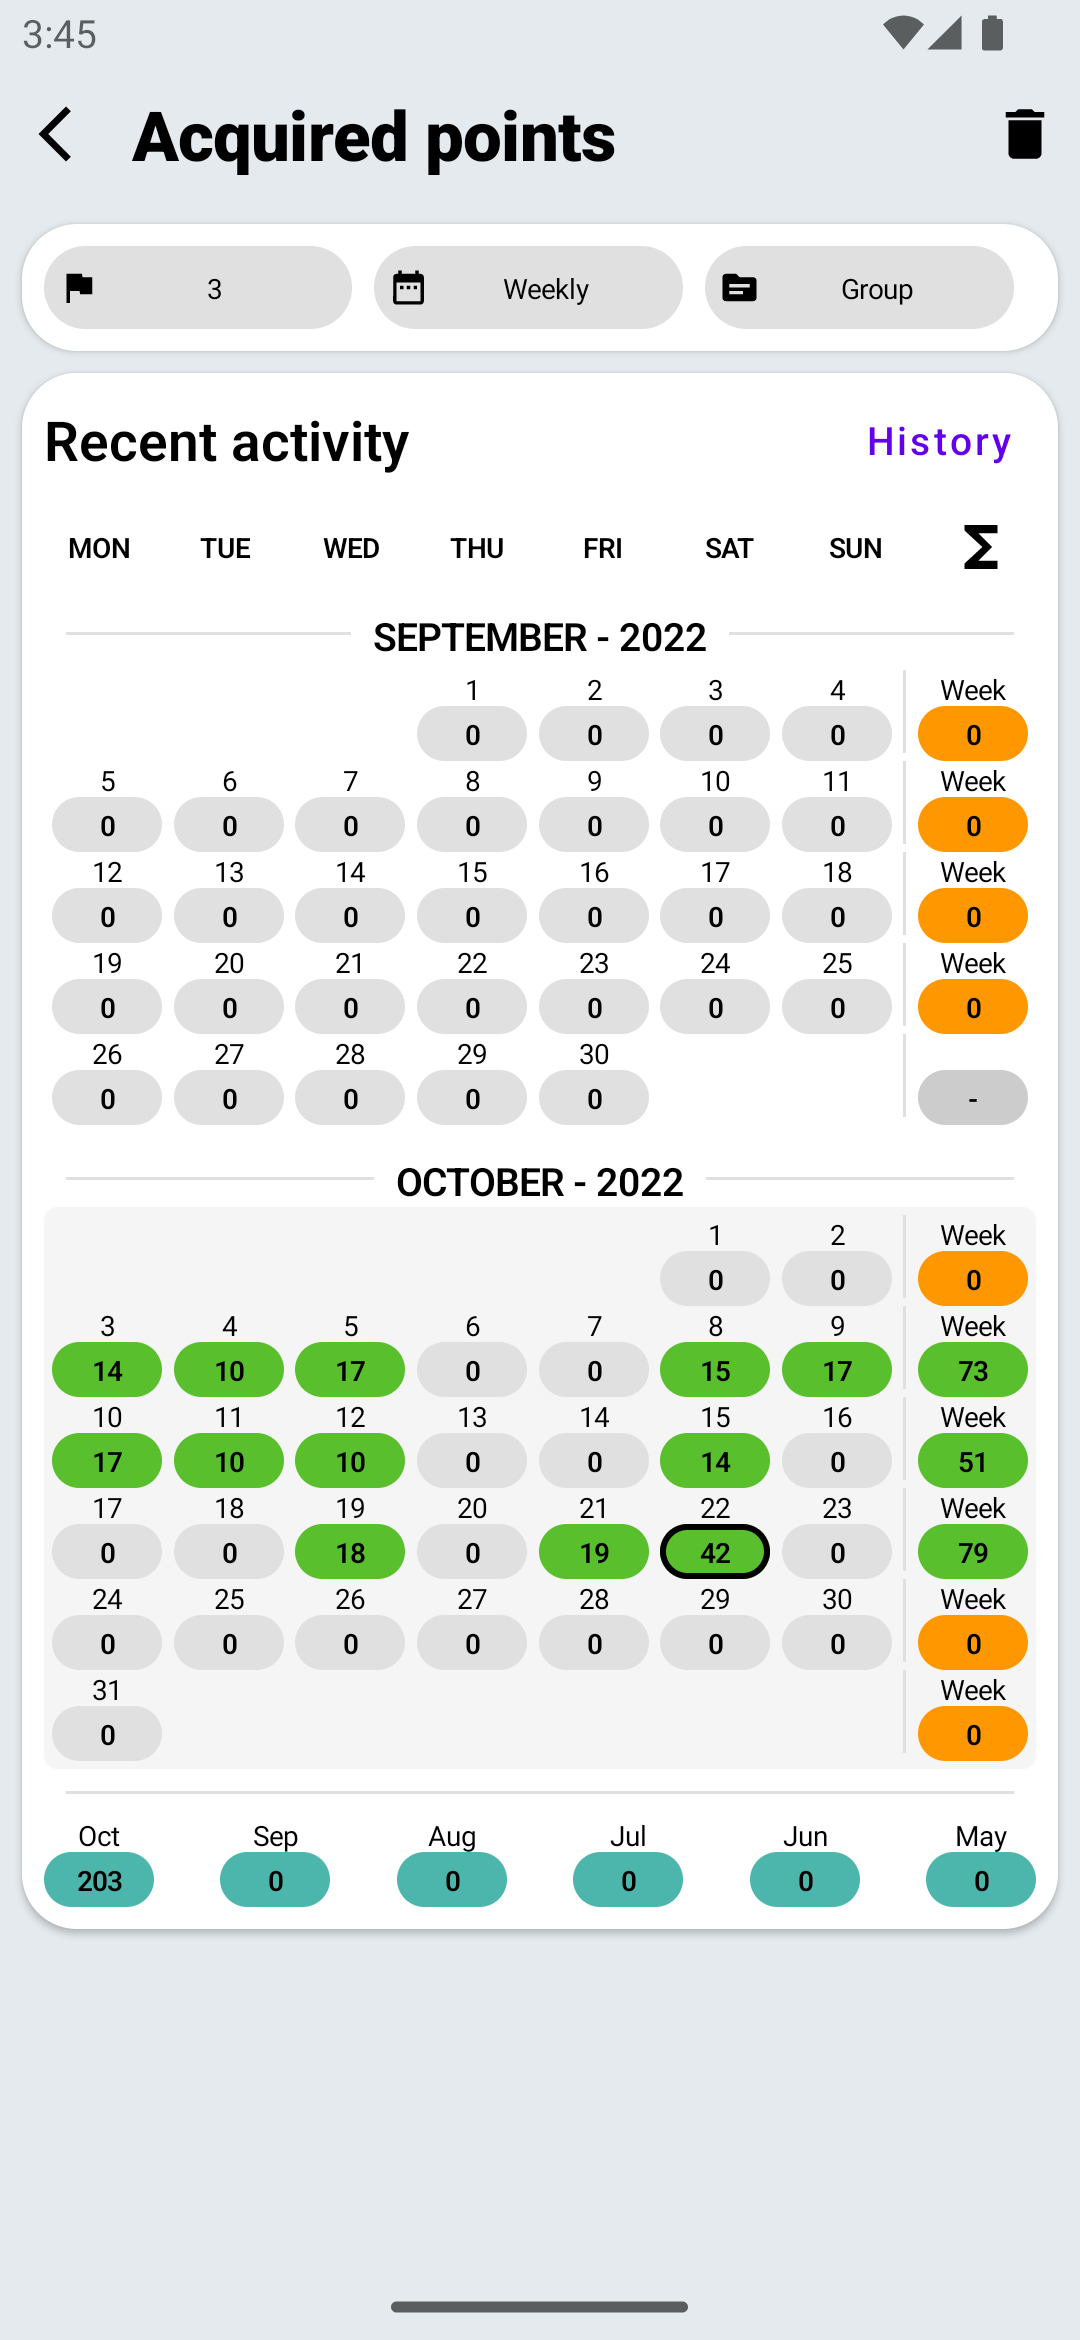 3:45
Acquired points
3 Weekly Group
Recent activity History
MON TUE WED THU FRI SAT SUN Σ
SEPTEMBER - 2022
1 2 3 4 Week
0 0 0 0 0
5 6 7 8 9 10 11 Week
0 0 0 0 0 0 0 0
12 13 14 15 16 17 18 Week
0 0 0 0 0 0 0 0
19 20 21 22 23 24 25 Week
0 0 0 0 0 0 0 0
26 27 28 29 30
0 0 0 0 0 -
OCTOBER - 2022
1 2 Week
0 0 0
3 4 5 6 7 8 9 Week
14 10 17 0 0 15 17 73
10 11 12 13 14 15 16 Week
17 10 10 0 0 14 0 51
17 18 19 20 21 22 23 Week
0 0 18 0 19 42 0 79
24 25 26 27 28 29 30 Week
0 0 0 0 0 0 0 0
31 Week
0 0
Oct Sep Aug Jul Jun May
203 0 0 0 0 0